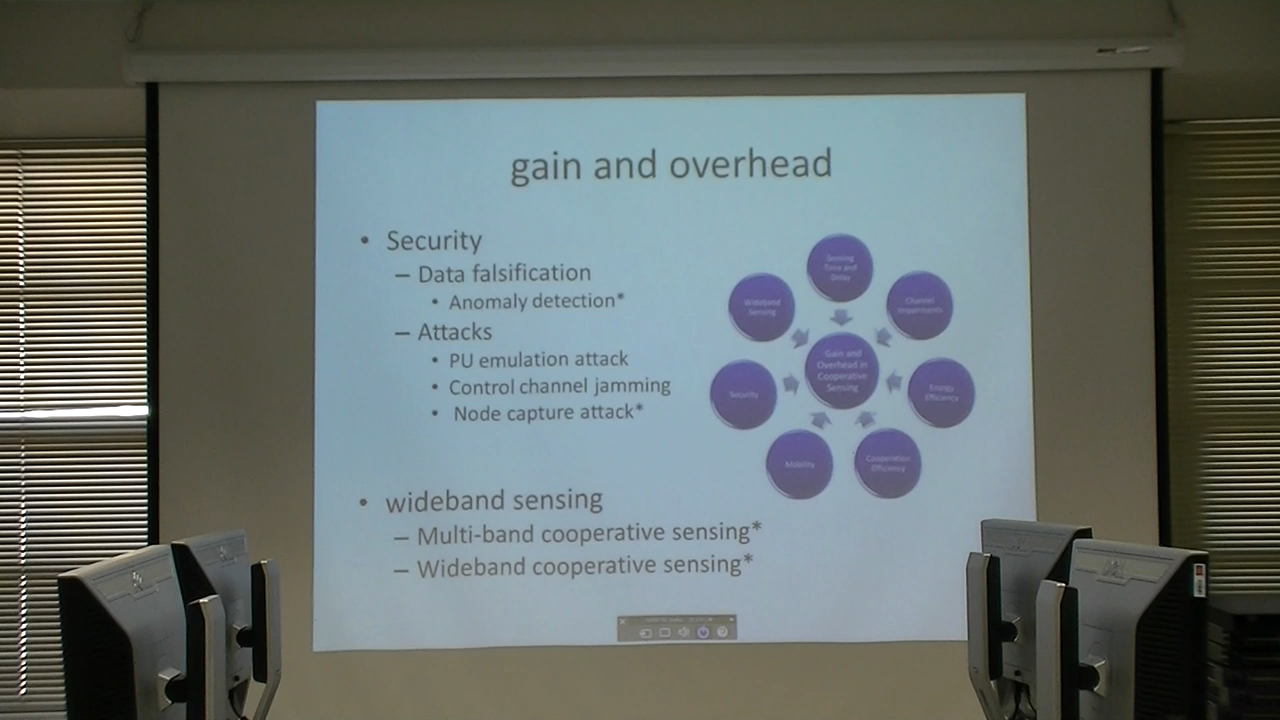 gain and overhead
• Security
– Data falsification
• Anomaly detection*
– Attacks
• PU emulation attack
• Control channel jamming
• Node capture attack*
• wideband sensing
– Multi-band cooperative sensing*
– Wideband cooperative sensing*
Sensing
Time and
Delay
Channel
Impairments
Energy
Efficiency
Cooperation
Efficiency
Mobility
Security
Wideband
Sensing
Gain and
Overhead in
Cooperative
Sensing